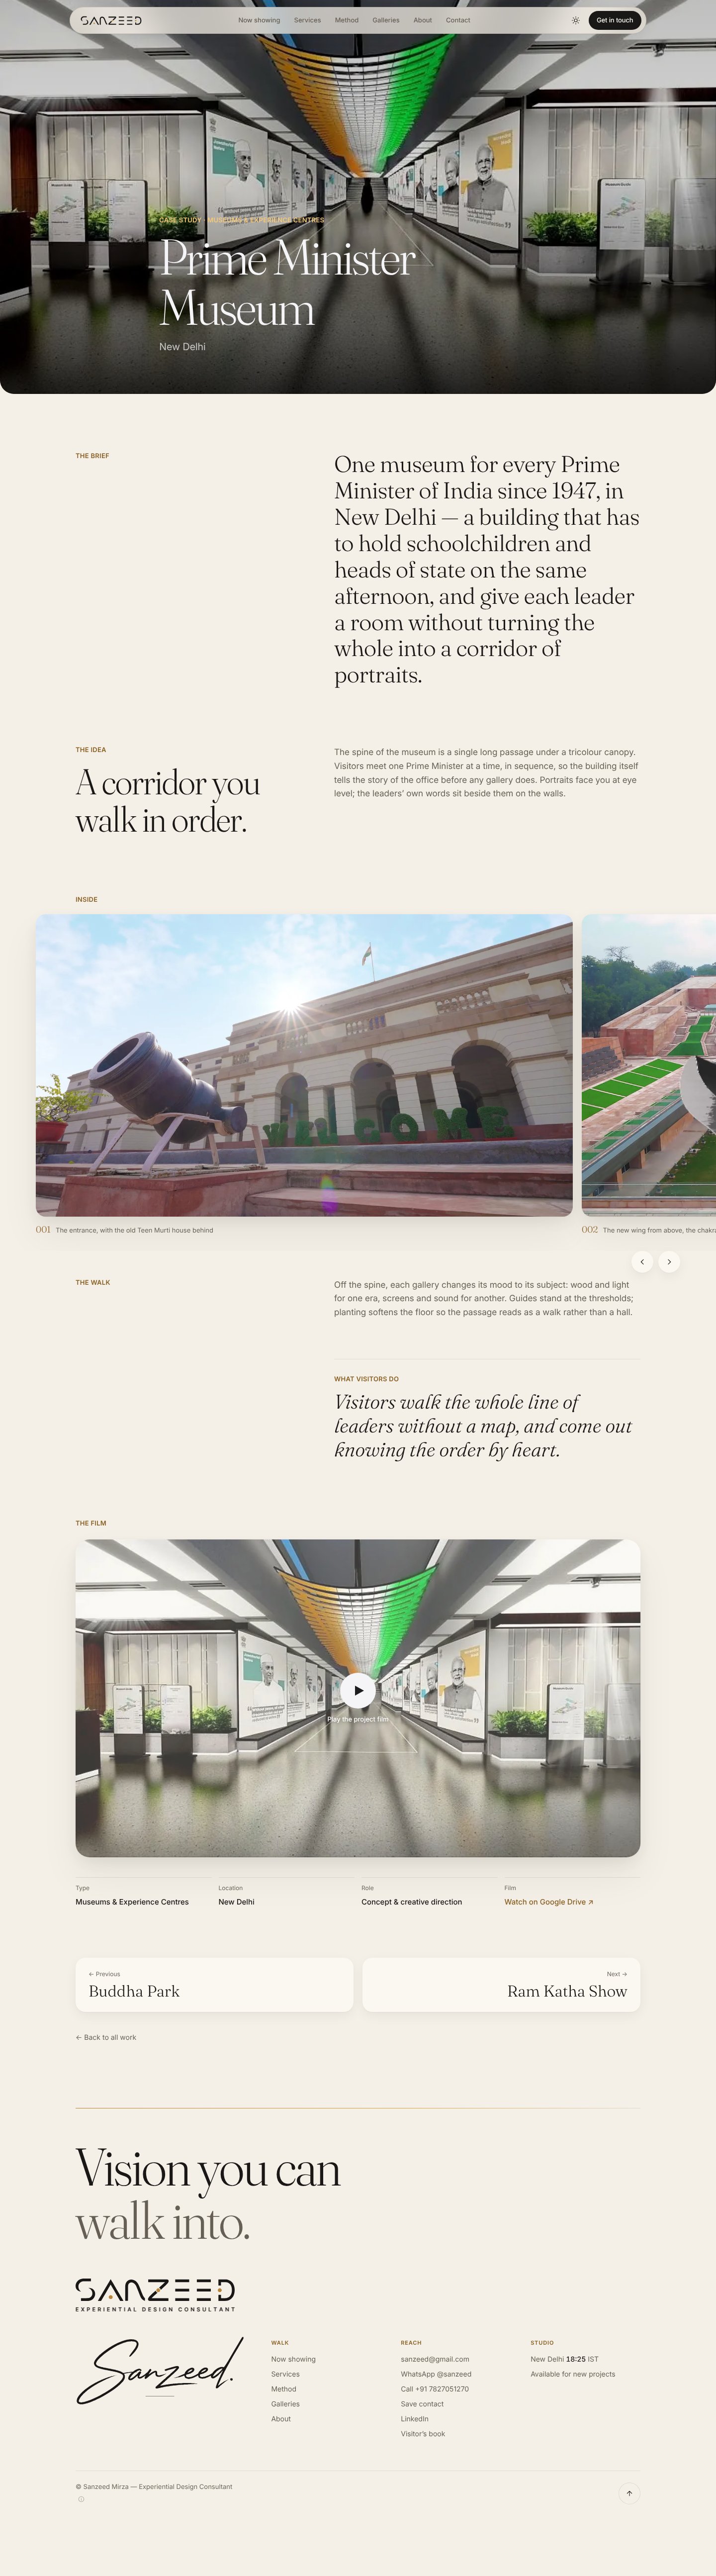 SANZEED
Now showing
Services
Method
Galleries
About
Contact
Get in touch
CASE STUDY · MUSEUMS & EXPERIENCE CENTRES
Prime Minister
Museum
New Delhi
THE BRIEF
One museum for every Prime
Minister of India since 1947, in
New Delhi — a building that has
to hold schoolchildren and
heads of state on the same
afternoon, and give each leader
a room without turning the
whole into a corridor of
portraits.
THE IDEA
A corridor you
walk in order.
The spine of the museum is a single long passage under a tricolour canopy.
Visitors meet one Prime Minister at a time, in sequence, so the building itself
tells the story of the office before any gallery does. Portraits face you at eye
level; the leaders’ own words sit beside them on the walls.
INSIDE
WELCOME
001 The entrance, with the old Teen Murti house behind
002 The new wing from above, the
THE WALK
Off the spine, each gallery changes its mood to its subject: wood and light
for one era, screens and sound for another. Guides stand at the thresholds;
planting softens the floor so the passage reads as a walk rather than a hall.
WHAT VISITORS DO
Visitors walk the whole line of
leaders without a map, and come out
knowing the order by heart.
THE FILM
Play the project film
Type
Museums & Experience Centres
Location
New Delhi
Role
Concept & creative direction
Film
Watch on Google Drive ↗
← Previous
Buddha Park
Next →
Ram Katha Show
← Back to all work
Vision you can
walk into.
SANZEED
EXPERIENTIAL DESIGN CONSULTANT
Sanzeed.
WALK
Now showing
Services
Method
Galleries
About
REACH
sanzeed@gmail.com
WhatsApp @sanzeed
Call +91 7827051270
Save contact
LinkedIn
Visitor’s book
STUDIO
New Delhi 18:25 IST
Available for new projects
© Sanzeed Mirza — Experiential Design Consultant